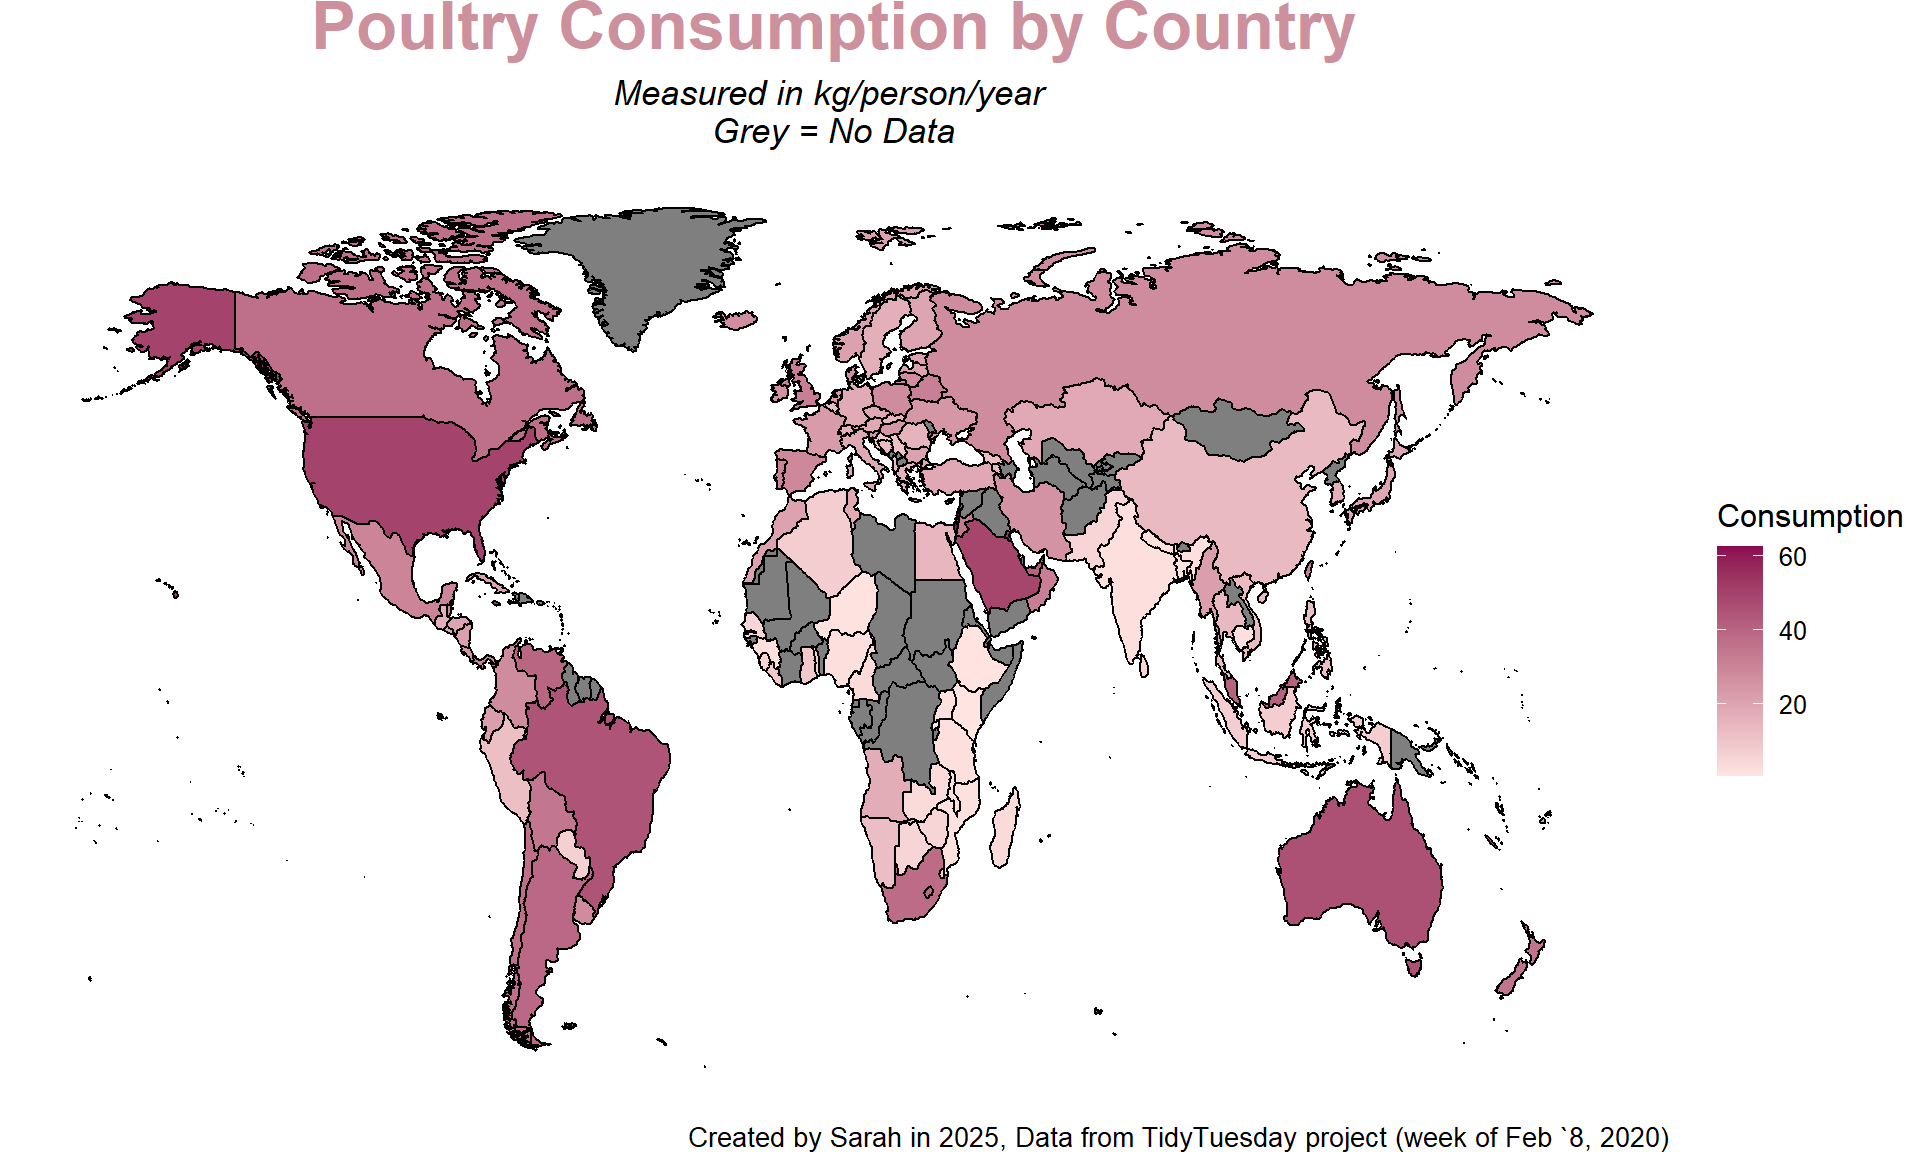 Poultry Consumption by Country
Measured in kg/person/year
Grey = No Data
Consumption
60
40
20
Created by Sarah in 2025, Data from TidyTuesday project (week of Feb `8, 2020)